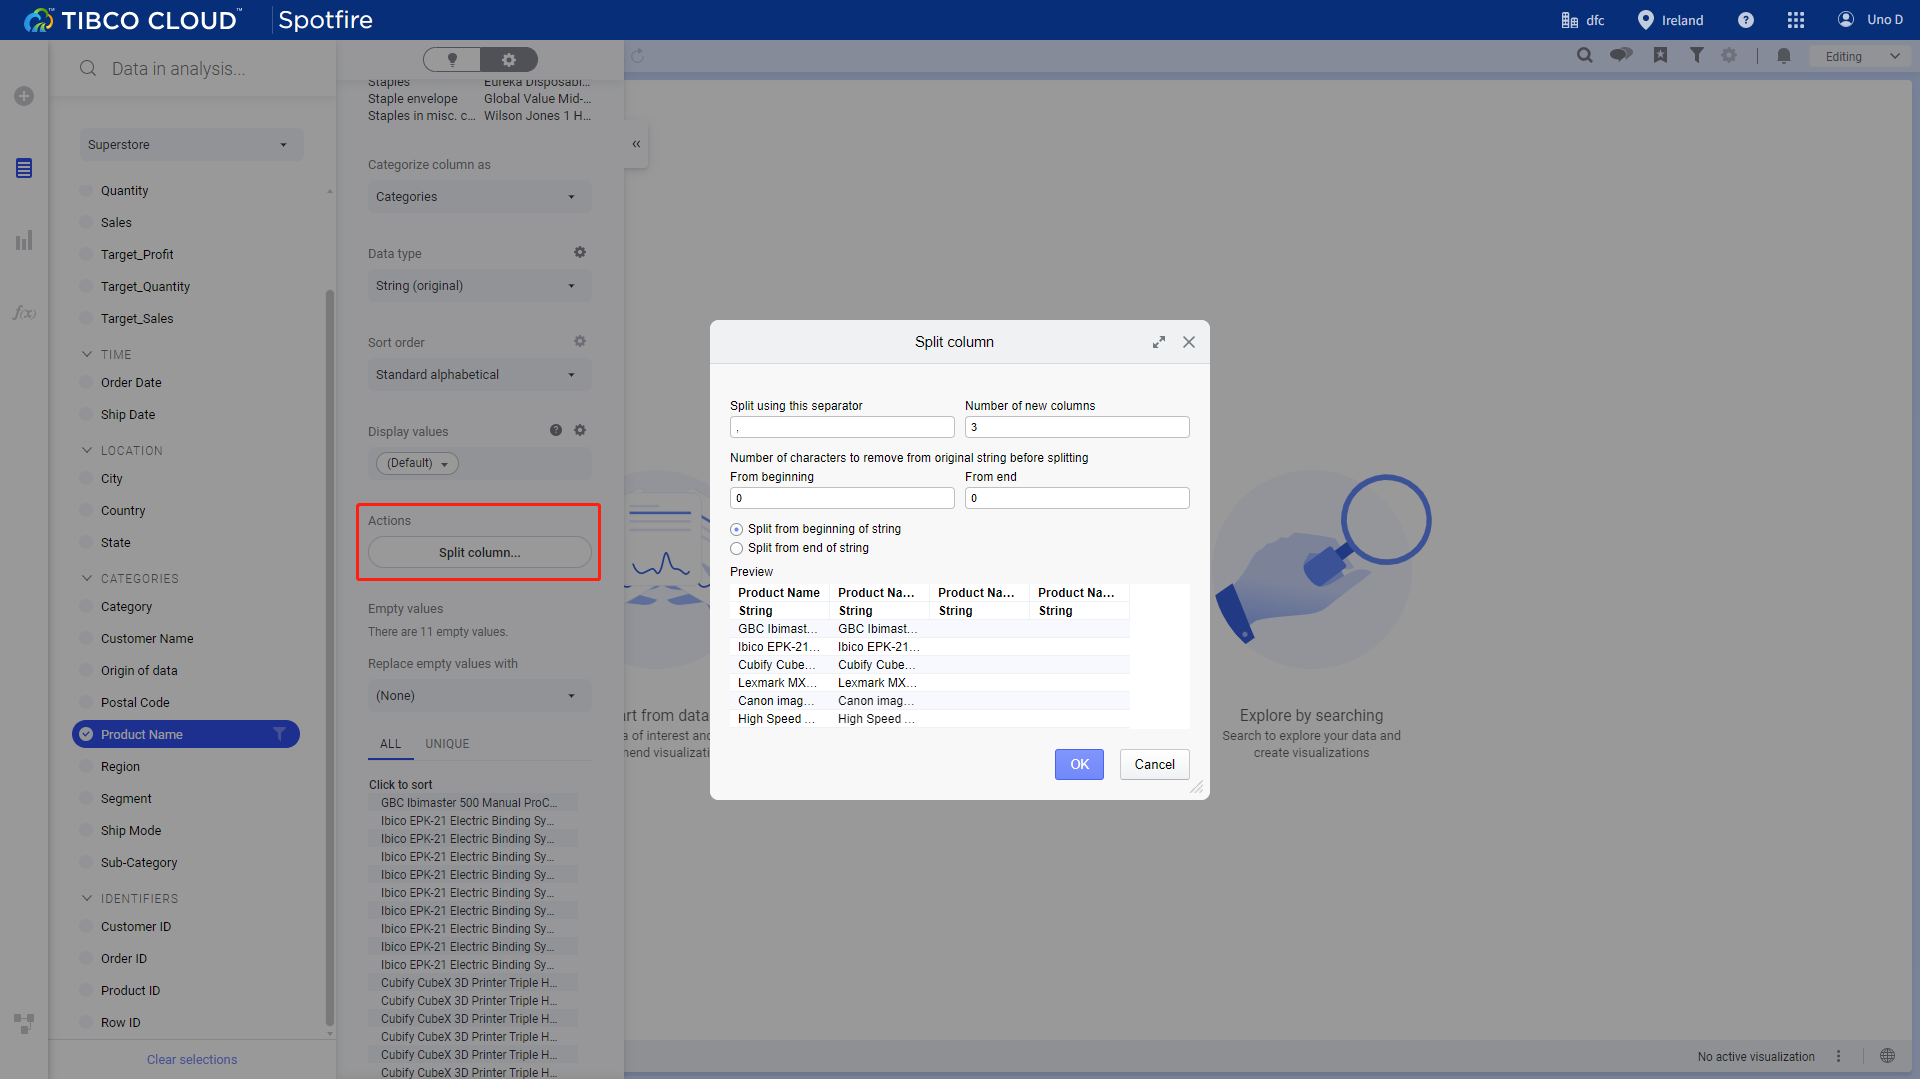 TIBCO CLOUD™ Spotfire
dfc
Ireland
?
Uno D
Data in analysis...
Editing
Superstore
Quantity
Sales
Target_Profit
Target_Quantity
Target_Sales
TIME
Order Date
Ship Date
LOCATION
City
Country
State
CATEGORIES
Category
Customer Name
Origin of data
Postal Code
Product Name
Region
Segment
Ship Mode
Sub-Category
IDENTIFIERS
Customer ID
Order ID
Product ID
Row ID
Clear selections
f(x)
Staples Eureka Disposabl...
Staple envelope Global Value Mid-...
Staples in misc. c... Wilson Jones 1 H...
«
Categorize column as
Categories
Data type
String (original)
Sort order
Standard alphabetical
Display values
?
(Default)
Actions
Split column...
Empty values
There are 11 empty values.
Replace empty values with
(None)
ALL UNIQUE
Click to sort
GBC Ibimaster 500 Manual ProC...
Ibico EPK-21 Electric Binding Sy...
Ibico EPK-21 Electric Binding Sy...
Ibico EPK-21 Electric Binding Sy...
Ibico EPK-21 Electric Binding Sy...
Ibico EPK-21 Electric Binding Sy...
Ibico EPK-21 Electric Binding Sy...
Ibico EPK-21 Electric Binding Sy...
Ibico EPK-21 Electric Binding Sy...
Ibico EPK-21 Electric Binding Sy...
Cubify CubeX 3D Printer Triple H...
Cubify CubeX 3D Printer Triple H...
Cubify CubeX 3D Printer Triple H...
Cubify CubeX 3D Printer Triple H...
Cubify CubeX 3D Printer Triple H...
Cubify CubeX 3D Printer Triple H...
Split column
Split using this separator Number of new columns
, 3
Number of characters to remove from original string before splitting
From beginning From end
0 0
Split from beginning of string
Split from end of string
Preview
Product Name Product Na... Product Na... Product Na...
String String String String
GBC Ibimast... GBC Ibimast...
Ibico EPK-21... Ibico EPK-21...
Cubify Cube... Cubify Cube...
Lexmark MX... Lexmark MX...
Canon imag... Canon imag...
High Speed ... High Speed ...
OK Cancel
rt from data
a of interest and
mend visualizati
Explore by searching
Search to explore your data and
create visualizations
No active visualization